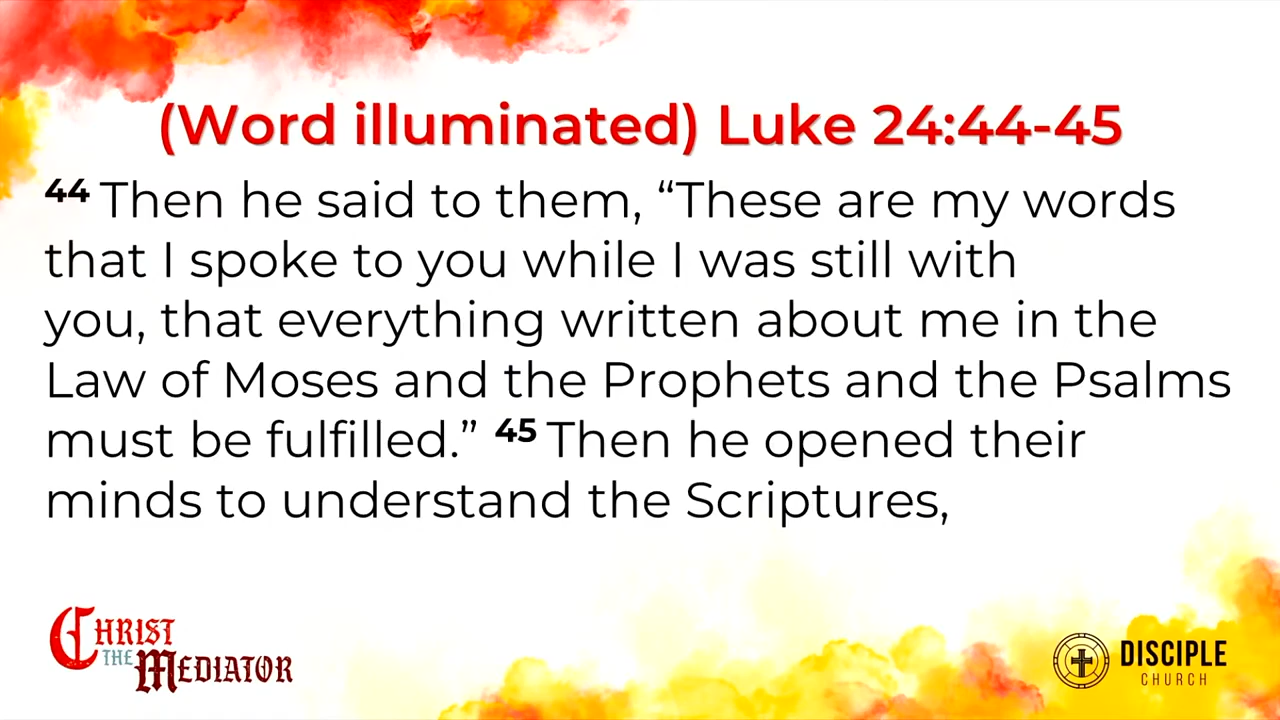 (Word illuminated) Luke 24:44-45
44 Then he said to them, “These are my words
that I spoke to you while I was still with
you, that everything written about me in the
Law of Moses and the Prophets and the Psalms
must be fulfilled.” 45 Then he opened their
minds to understand the Scriptures,
CHRIST
THE MEDIATOR
DISCIPLE
CHURCH